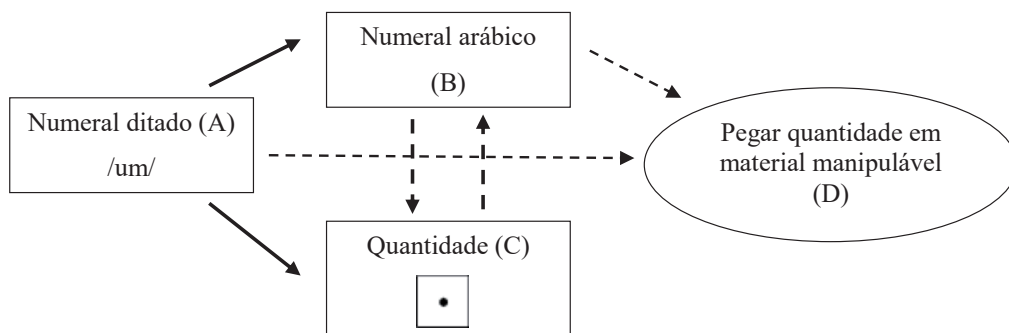 Numeral arábico
(B)
Numeral ditado (A)
/um/
Pegar quantidade em
material manipulável
(D)
Quantidade (C)